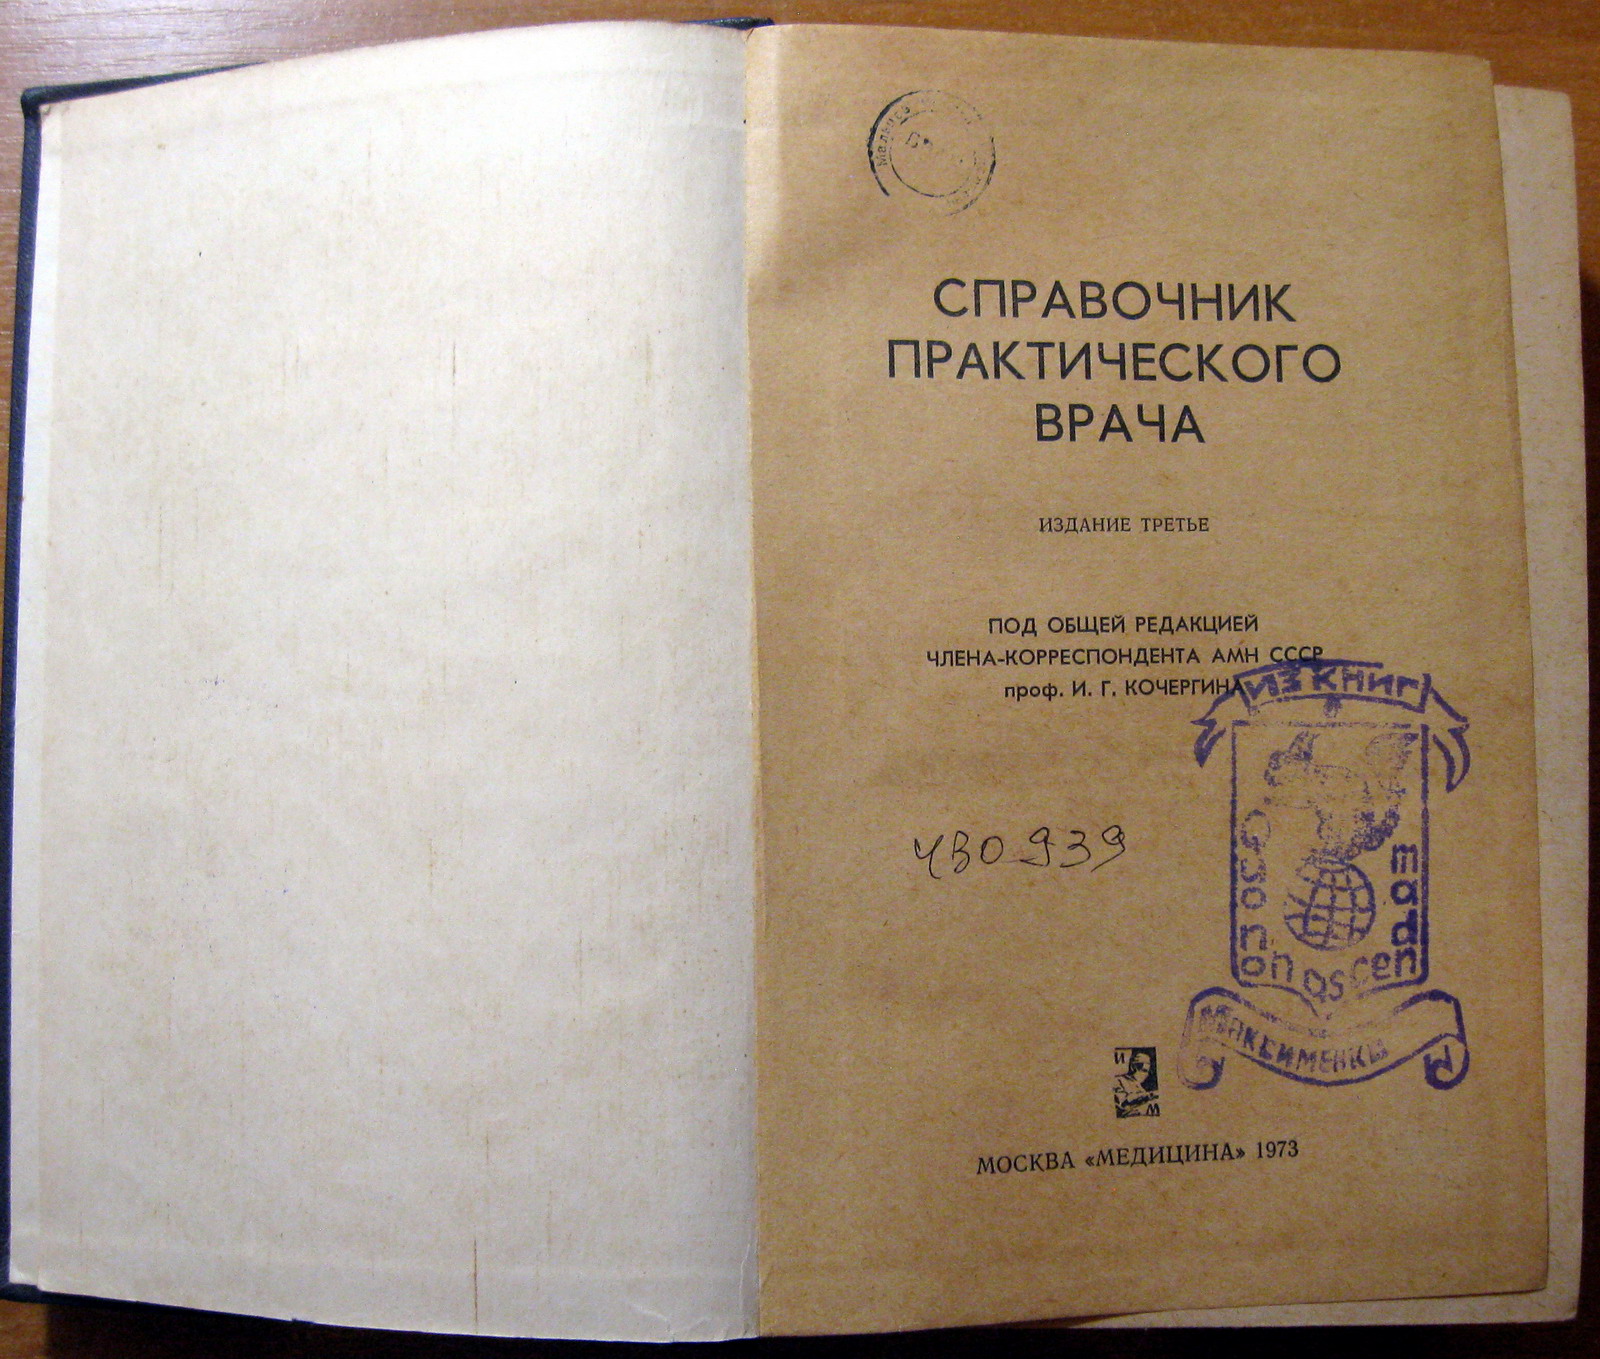 СПРАВОЧНИК
ПРАКТИЧЕСКОГО
ВРАЧА
ИЗДАНИЕ ТРЕТЬЕ
ПОД ОБЩЕЙ РЕДАКЦИЕЙ
ЧЛЕНА-КОРРЕСПОНДЕНТА АМН СССР
проф. И. Г. КОЧЕРГИНА
ИЗ КНИГ
939
МАКСИМЕНКО
И
М
МОСКВА «МЕДИЦИНА» 1973